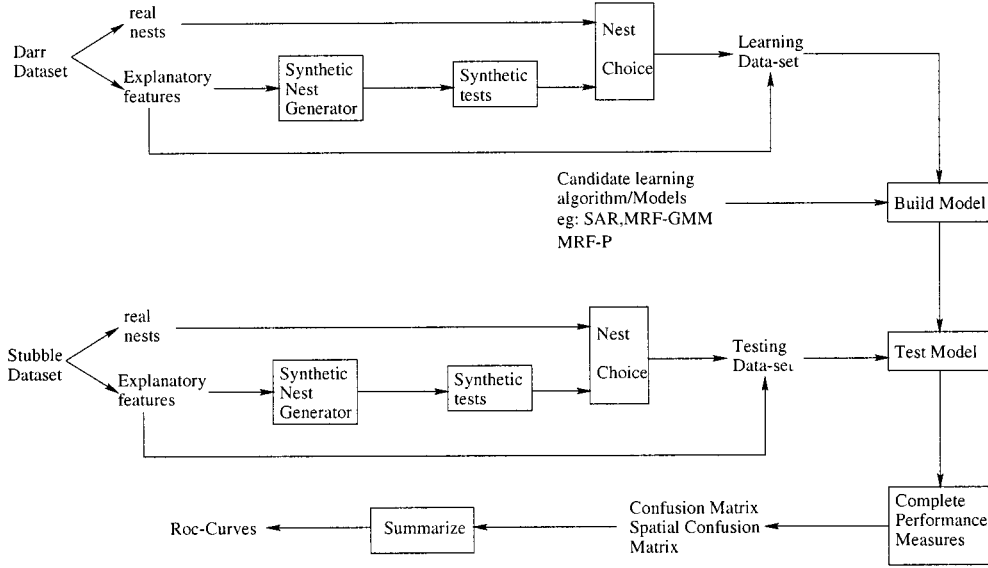 real
nests
Darr
Dataset
Explanatory
features
Synthetic
Nest
Generator
Synthetic
tests
Nest
Choice
Learning
Data-set
Candidate learning
algorithm/Models
eg: SAR,MRF-GMM
MRF-P
Build Model
real
nests
Stubble
Dataset
Explanatory
features
Synthetic
Nest
Generator
Synthetic
tests
Nest
Choice
Testing
Data-set
Test Model
Complete
Performance
Measures
Confusion Matrix
Spatial Confusion
Matrix
Summarize
Roc-Curves